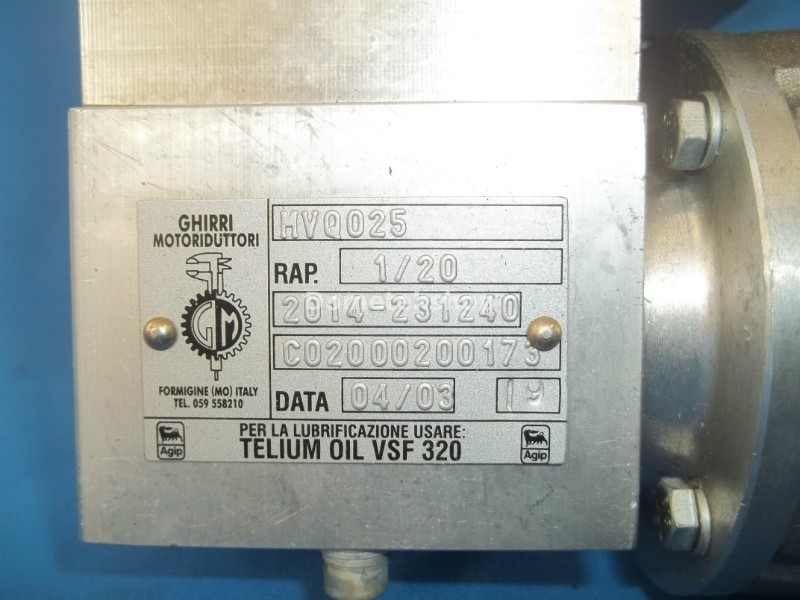 GHIRRI
MOTORIDUTTORI
GM
FORMIGINE (MO) ITALY
TEL. 059 558210
MVQ025
RAP. 1/20
2014-231240
C02000200173
DATA 04/03 19
PER LA LUBRIFICAZIONE USARE:
Agip TELIUM OIL VSF 320 Agip